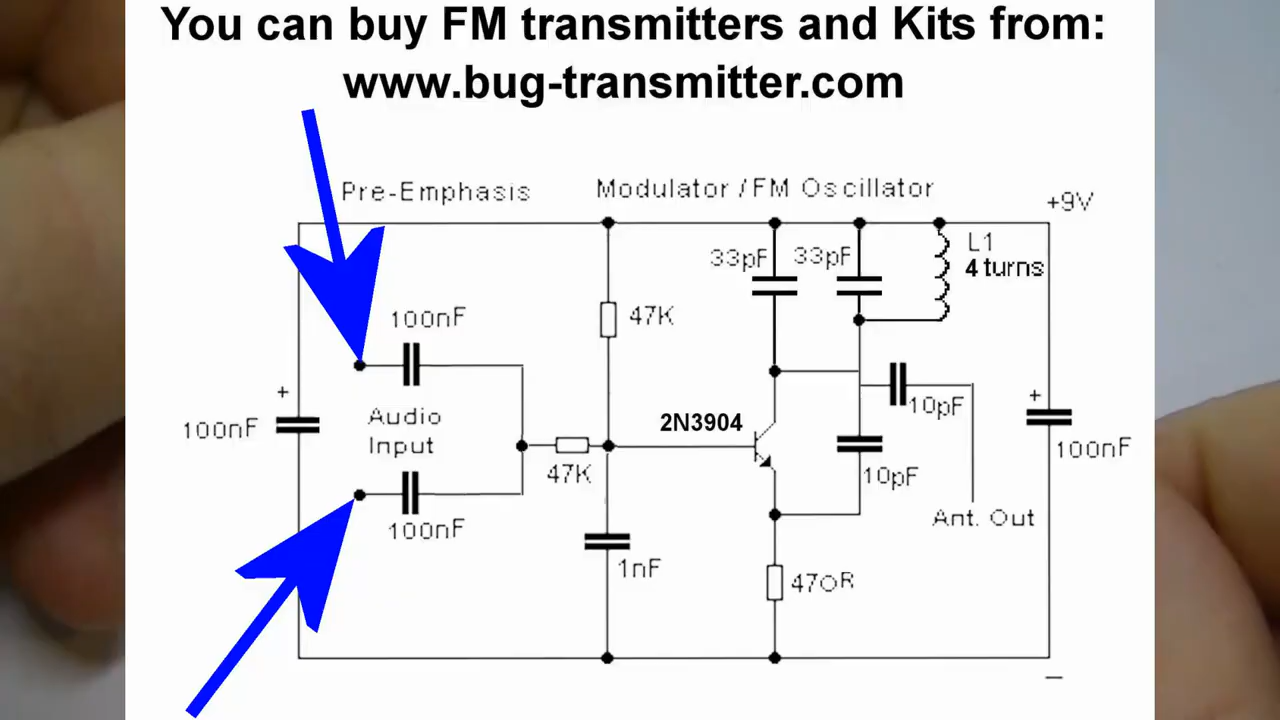 You can buy FM transmitters and Kits from:
www.bug-transmitter.com
Pre-Emphasis
Modulator /FM Oscillator
+9V
33pF
33pF
L1
4 turns
100nF
47K
+
100nF
Audio
Input
2N3904
10pF
+
100nF
47K
10pF
100nF
Ant. Out
1nF
470R
–